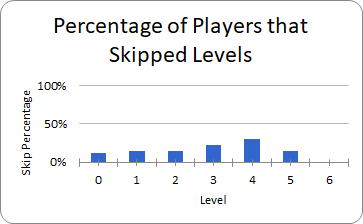 Percentage of Players that
Skipped Levels
Skip Percentage
100%
50%
0%
0 1 2 3 4 5 6
Level